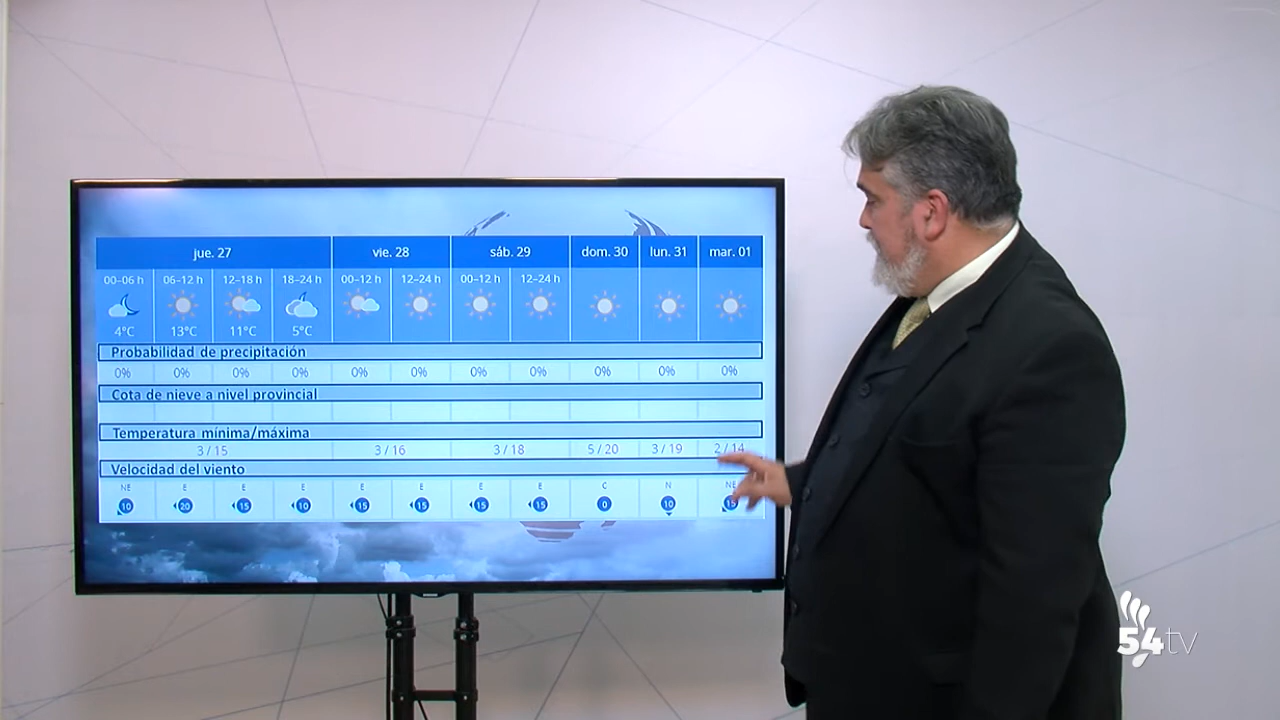 jue. 27 vie. 28 sáb. 29 dom. 30 lun. 31 mar. 01
00–06 h 06–12 h 12–18 h 18–24 h 00–12 h 12–24 h 00–12 h 12–24 h
4°C 13°C 11°C 5°C
Probabilidad de precipitación
0% 0% 0% 0% 0% 0% 0% 0% 0% 0% 0%
Cota de nieve a nivel provincial
Temperatura mínima/máxima
3 / 15 3 / 16 3 / 18 5 / 20 3 / 19 2 / 14
Velocidad del viento
NE E E E E E E E C N NE
10 20 15 10 15 15 15 15 0 10 15
54tv